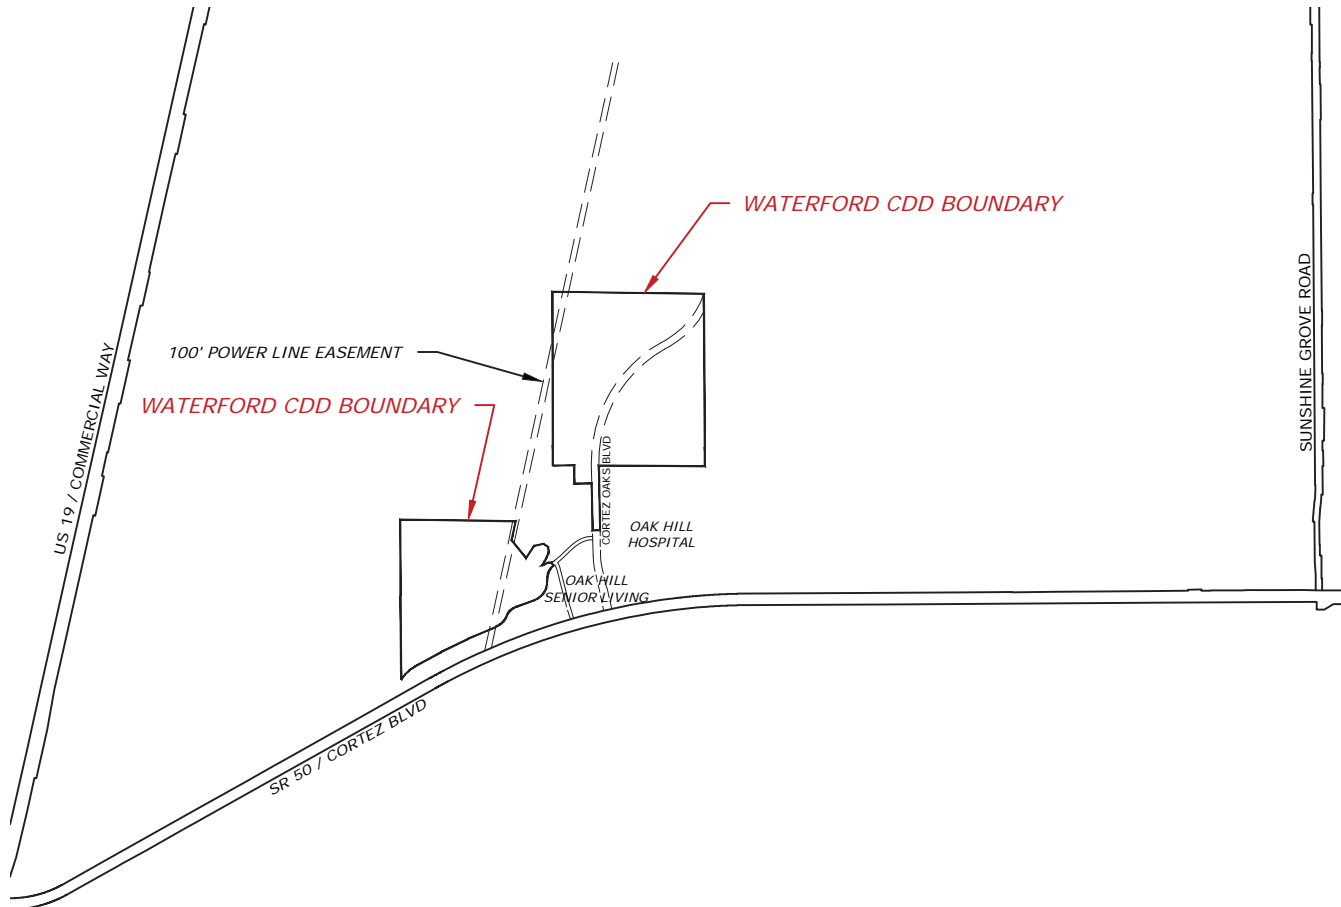 WATERFORD CDD BOUNDARY
SUNSHINE GROVE ROAD
100' POWER LINE EASEMENT
US 19 / COMMERCIAL WAY
WATERFORD CDD BOUNDARY
CORTEZ OAKS BLVD
OAK HILL
HOSPITAL
OAK HILL
SENIOR LIVING
SR 50 / CORTEZ BLVD